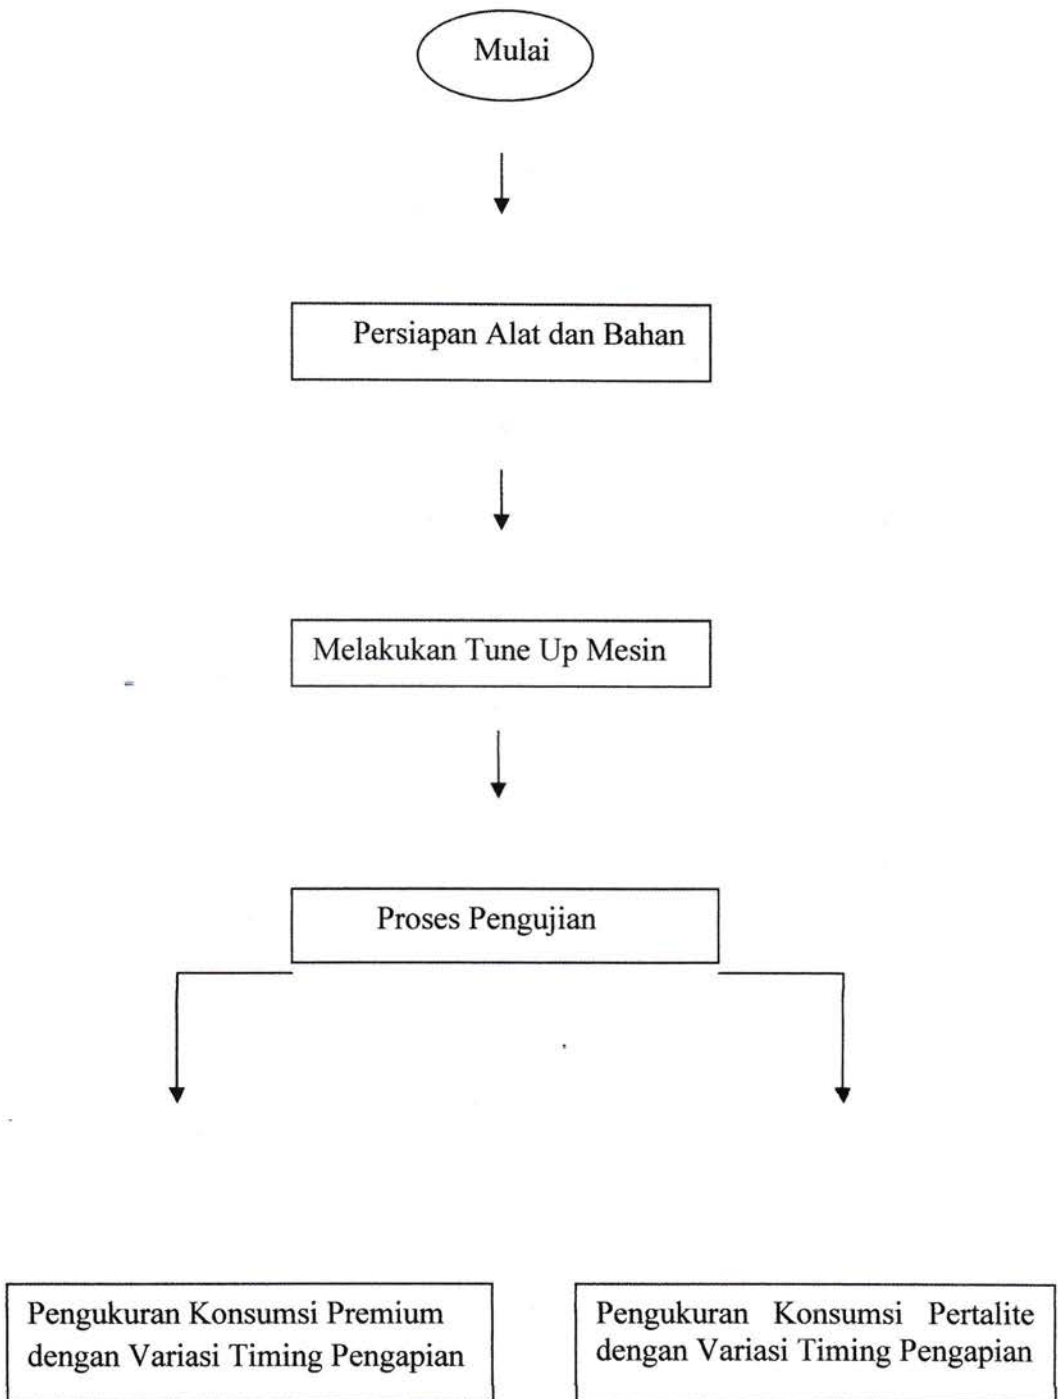 Mulai
Persiapan Alat dan Bahan
Melakukan Tune Up Mesin
Proses Pengujian
Pengukuran Konsumsi Premium
dengan Variasi Timing Pengapian
Pengukuran Konsumsi Pertalite
dengan Variasi Timing Pengapian